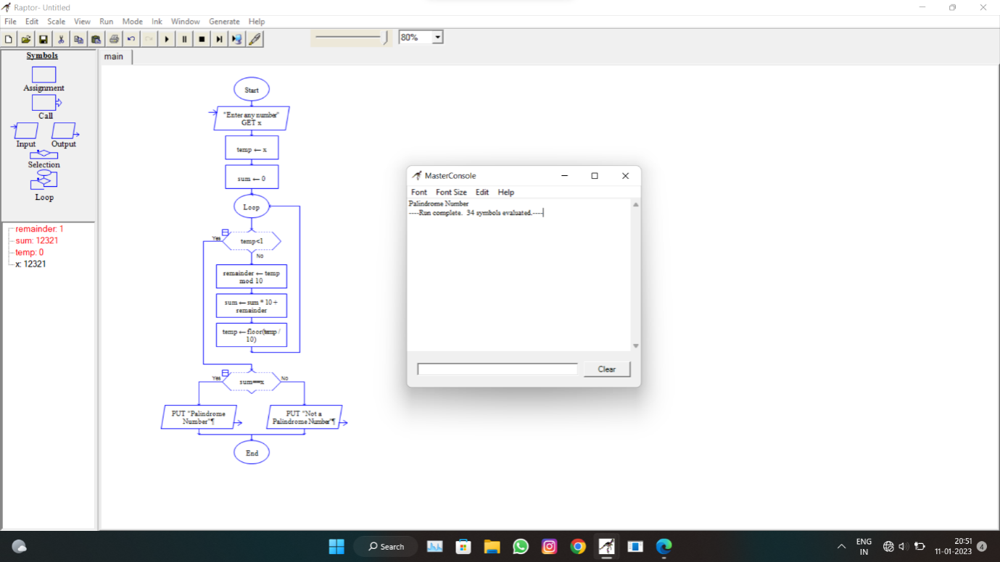 Raptor- Untitled
File Edit Scale View Run Mode Ink Window Generate Help
80%
Symbols
Assignment
Call
Input Output
Selection
Loop
main
remainder: 1
sum: 12321
temp: 0
x: 12321
Start
"Enter any number"
GET x
temp ← x
sum ← 0
Loop
Yes
temp<1
No
remainder ← temp
mod 10
sum ← sum * 10 +
remainder
temp ← floor(temp /
10)
Yes
sum==x
No
PUT "Palindrome
Number"¶
PUT "Not a
Palindrome Number"¶
End
MasterConsole
Font Font Size Edit Help
Palindrome Number
----Run complete. 34 symbols evaluated.----
Clear
Search
ENG
IN
20:51
11-01-2023
4